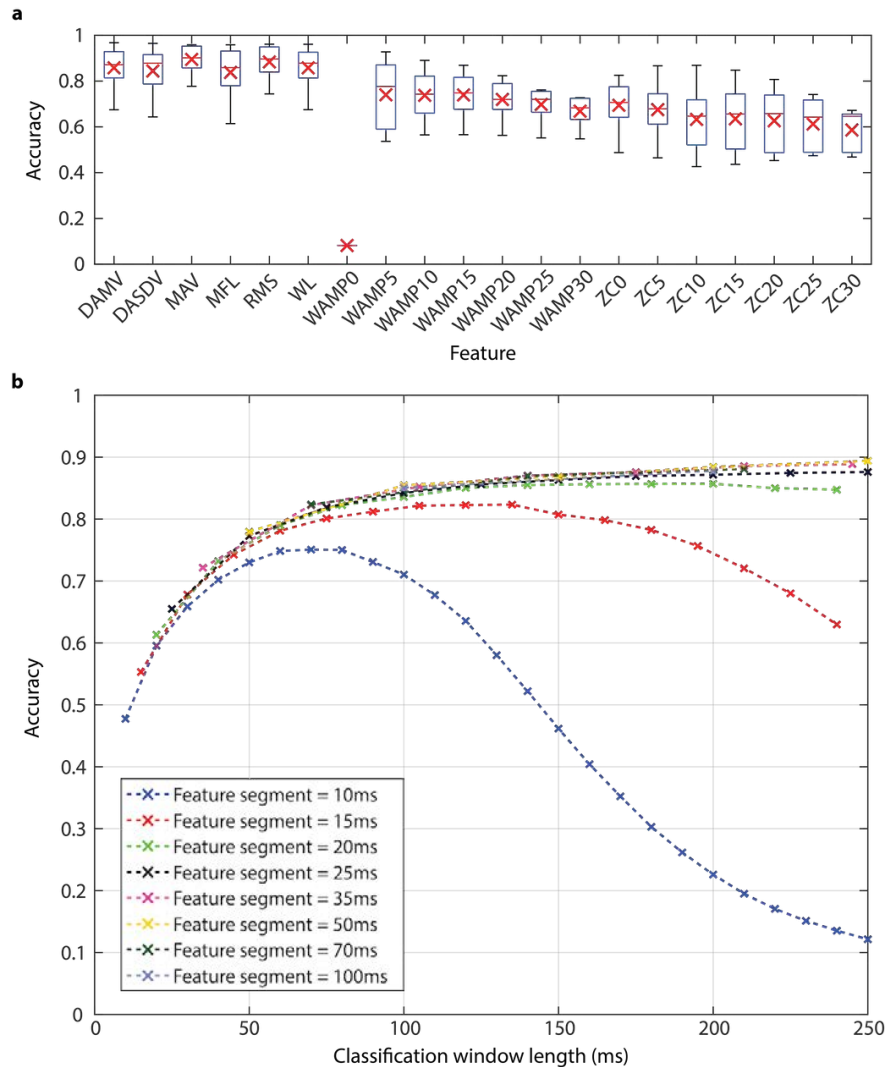 a
1
0.8
0.6
0.4
0.2
0
Accuracy
DAMV
DASDV
MAV
MFL
RMS
WL
WAMP0
WAMP5
WAMP10
WAMP15
WAMP20
WAMP25
WAMP30
ZC0
ZC5
ZC10
ZC15
ZC20
ZC25
ZC30
Feature
b
1
0.9
0.8
0.7
0.6
0.5
0.4
0.3
0.2
0.1
0
Accuracy
Feature segment = 10ms
Feature segment = 15ms
Feature segment = 20ms
Feature segment = 25ms
Feature segment = 35ms
Feature segment = 50ms
Feature segment = 70ms
Feature segment = 100ms
0 50 100 150 200 250
Classification window length (ms)